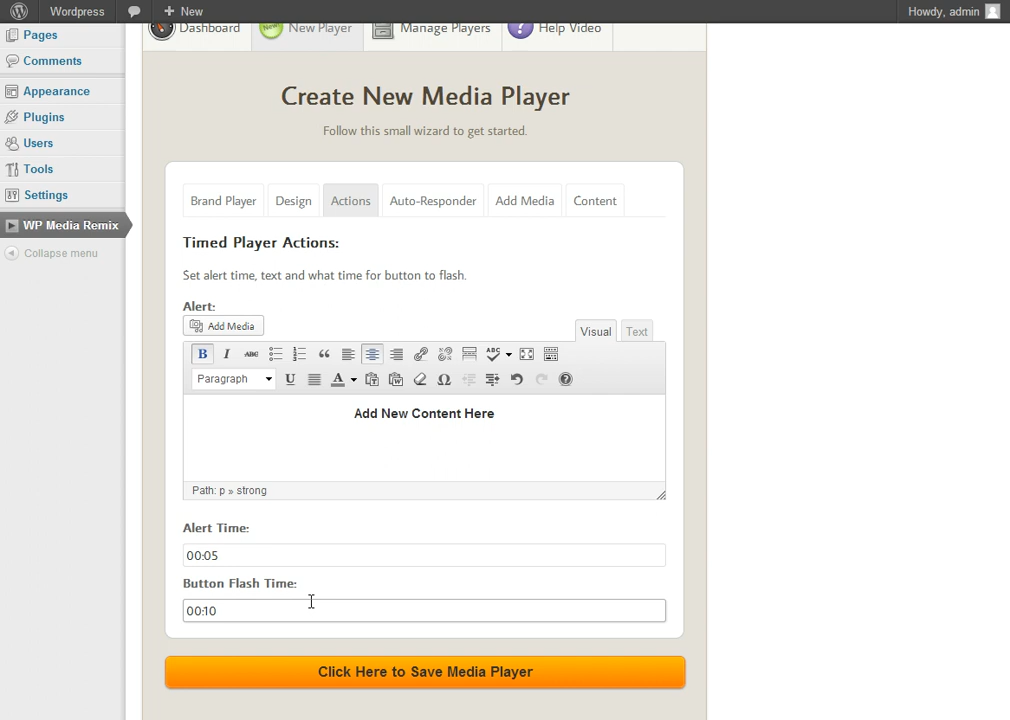 Wordpress
New
Howdy, admin
Dashboard
New Player
Manage Players
Help Video
Pages
Comments
Appearance
Plugins
Users
Tools
Settings
WP Media Remix
Collapse menu
Create New Media Player
Follow this small wizard to get started.
Brand Player
Design
Actions
Auto-Responder
Add Media
Content
Timed Player Actions:
Set alert time, text and what time for button to flash.
Alert:
Add Media
Visual
Text
B I ABC
ABC
Paragraph
U A
Add New Content Here
Path: p » strong
Alert Time:
00:05
Button Flash Time:
00:10
Click Here to Save Media Player